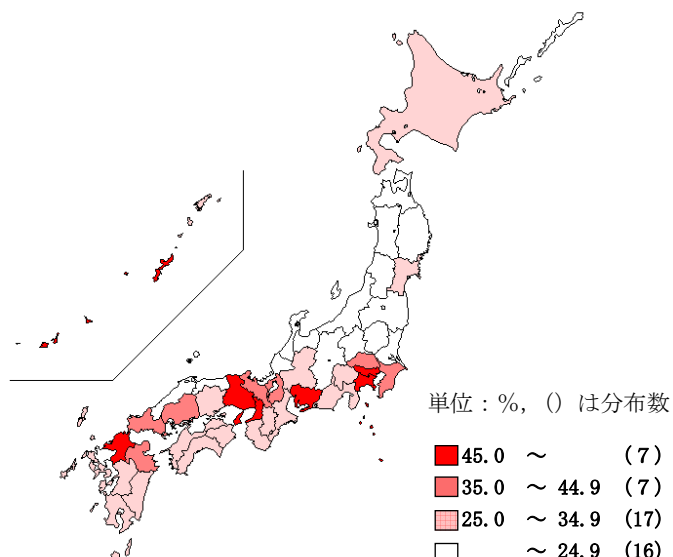 単位:%, () は分布数
45.0 ~ (7)
35.0 ~ 44.9 (7)
25.0 ~ 34.9 (17)
~ 24.9 (16)